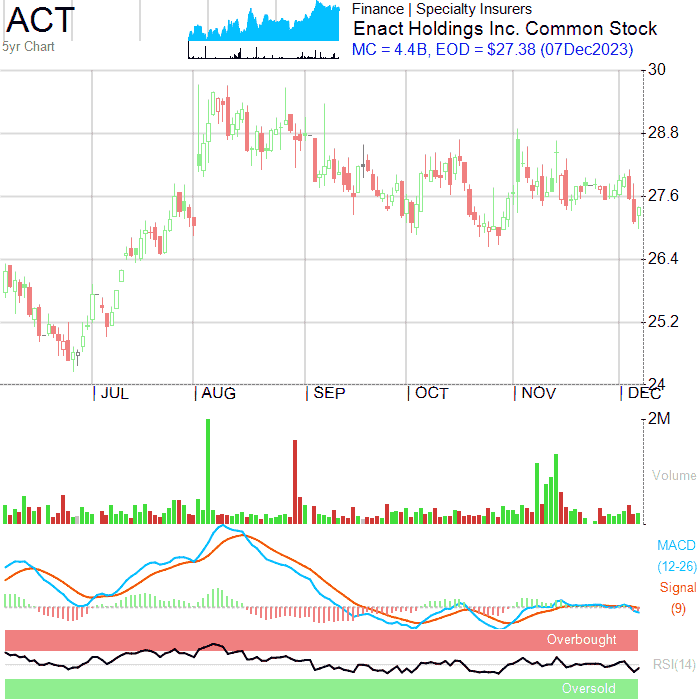 ACT
5yr Chart
Finance | Specialty Insurers
Enact Holdings Inc. Common Stock
MC = 4.4B, EOD = $27.38 (07Dec2023)
30
28.8
27.6
26.4
25.2
24
JUL AUG SEP OCT NOV DEC
2M
Volume
MACD
(12-26)
Signal
(9)
Overbought
RSI(14)
Oversold